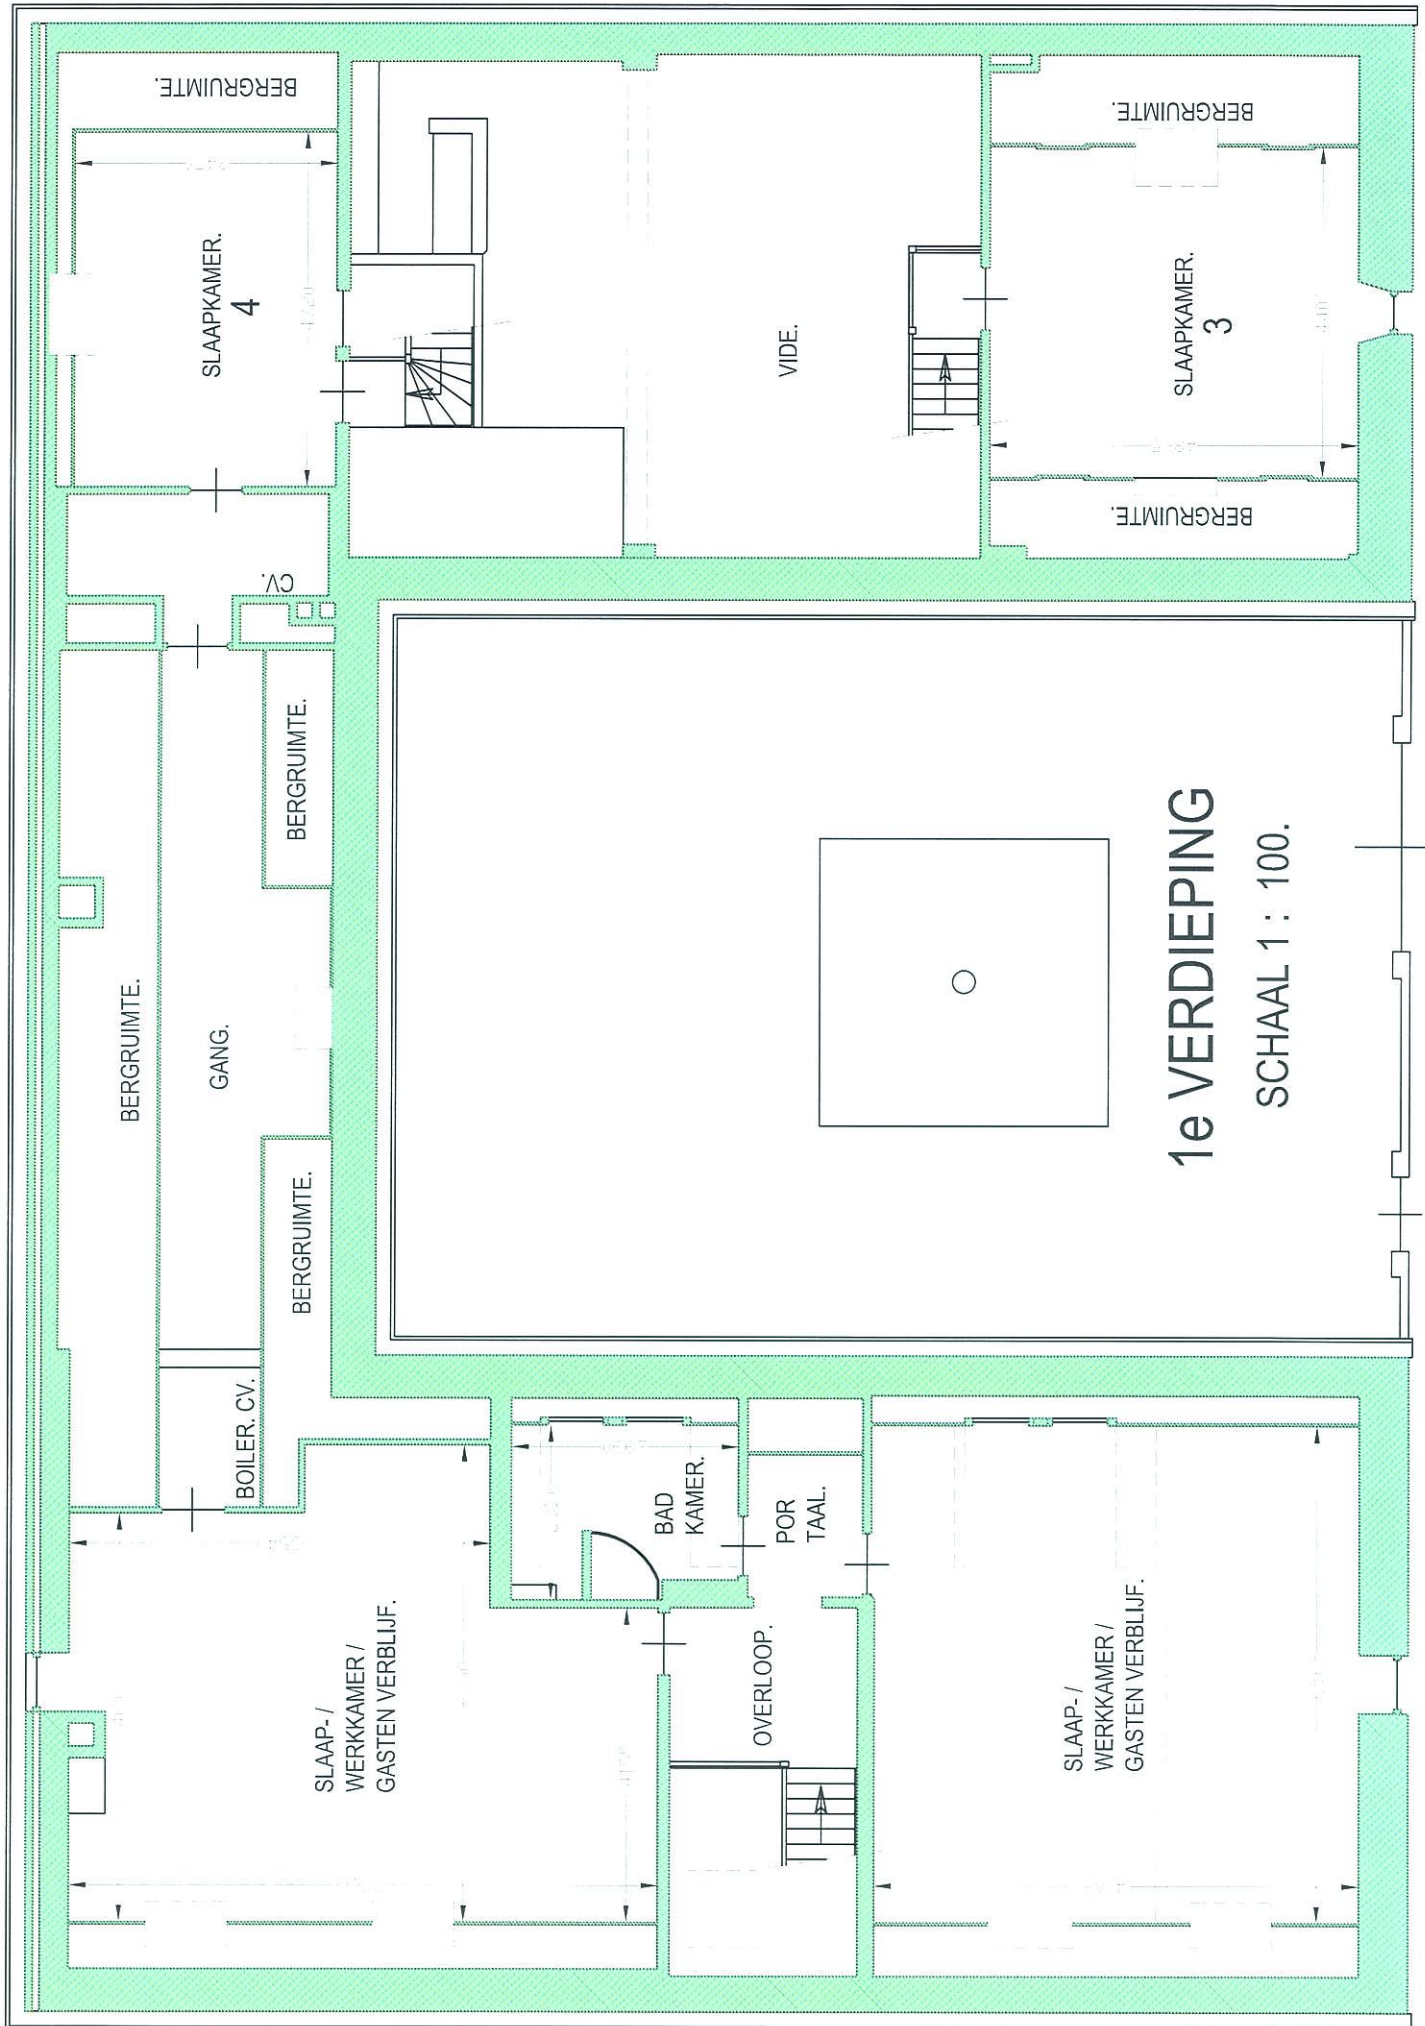 BERGRUIMTE.
SLAAPKAMER.
4
CV.
VIDE.
BERGRUIMTE.
SLAAPKAMER.
3
BERGRUIMTE.
BERGRUIMTE.
GANG.
BERGRUIMTE.
BERGRUIMTE.
BOILER. CV.
1e VERDIEPING
SCHAAL 1 : 100.
BAD
KAMER.
POR
TAAL.
OVERLOOP.
SLAAP- /
WERKKAMER /
GASTEN VERBLIJF.
SLAAP- /
WERKKAMER /
GASTEN VERBLIJF.